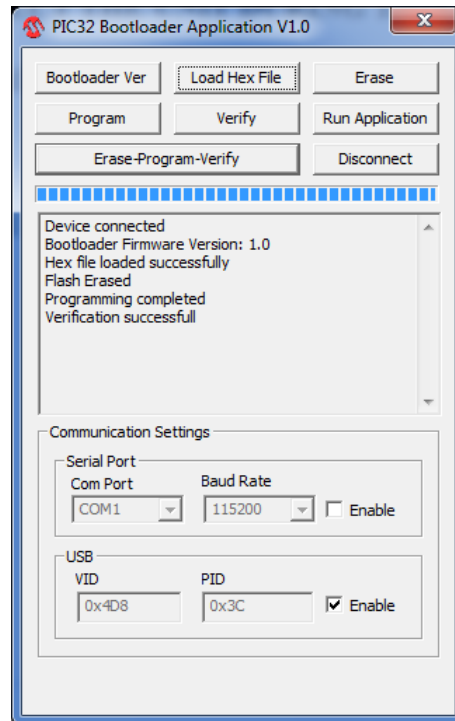 PIC32 Bootloader Application V1.0
Bootloader Ver
Load Hex File
Erase
Program
Verify
Run Application
Erase-Program-Verify
Disconnect
Device connected
Bootloader Firmware Version: 1.0
Hex file loaded successfully
Flash Erased
Programming completed
Verification successfull
Communication Settings
Serial Port
Com Port
Baud Rate
COM1
115200
Enable
USB
VID
PID
0x4D8
0x3C
Enable